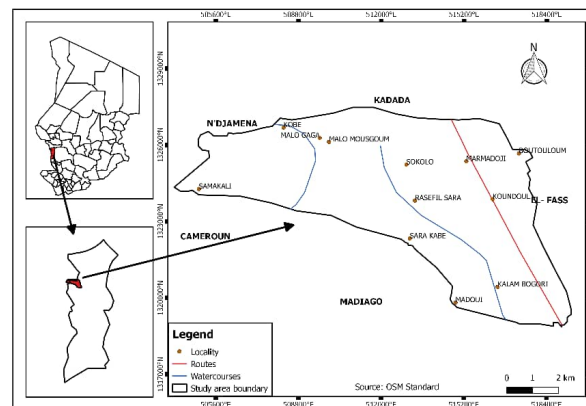 505600°E 508800°E 512000°E 515200°E 518400°E
1329000°N
1326000°N
1323000°N
1320000°N
1317000°N
N
KADADA
N'DJAMENA
KOBE
MALO GAGA
MALO MOUSGOUM
GOUTOULOUM
SOKOLO
MARMADOJI
SAMAKALI
RASEFIL SARA
KOUNDOUL
EL- FASS
CAMEROUN
SARA KABE
KALAM BOGORI
MADIAGO
MADOUI
Legend
Locality
Routes
Watercourses
Study area boundary
Source: OSM Standard
0 1 2 km
505600°E 508800°E 512000°E 515200°E 518400°E